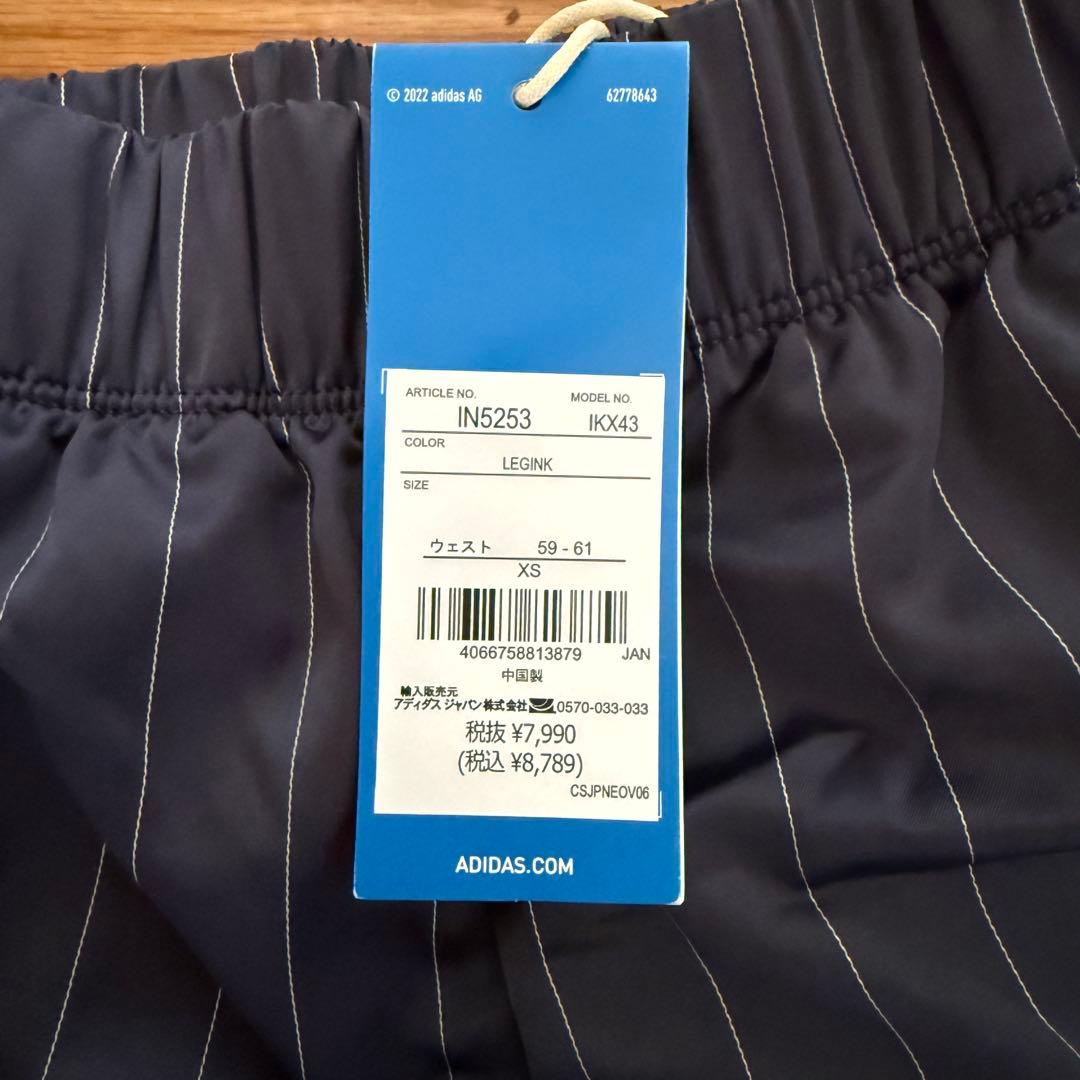 © 2022 adidas AG 62778643
ARTICLE NO. MODEL NO.
IN5253 IKX43
COLOR
LEGINK
SIZE
ウェスト 59 - 61
XS
4066758813879 JAN
中国製
輸入販売元
アディダス ジャパン 株式会社 0570-033-033
税抜 ¥7,990
(税込 ¥8,789)
CSJPNEOV06
ADIDAS.COM